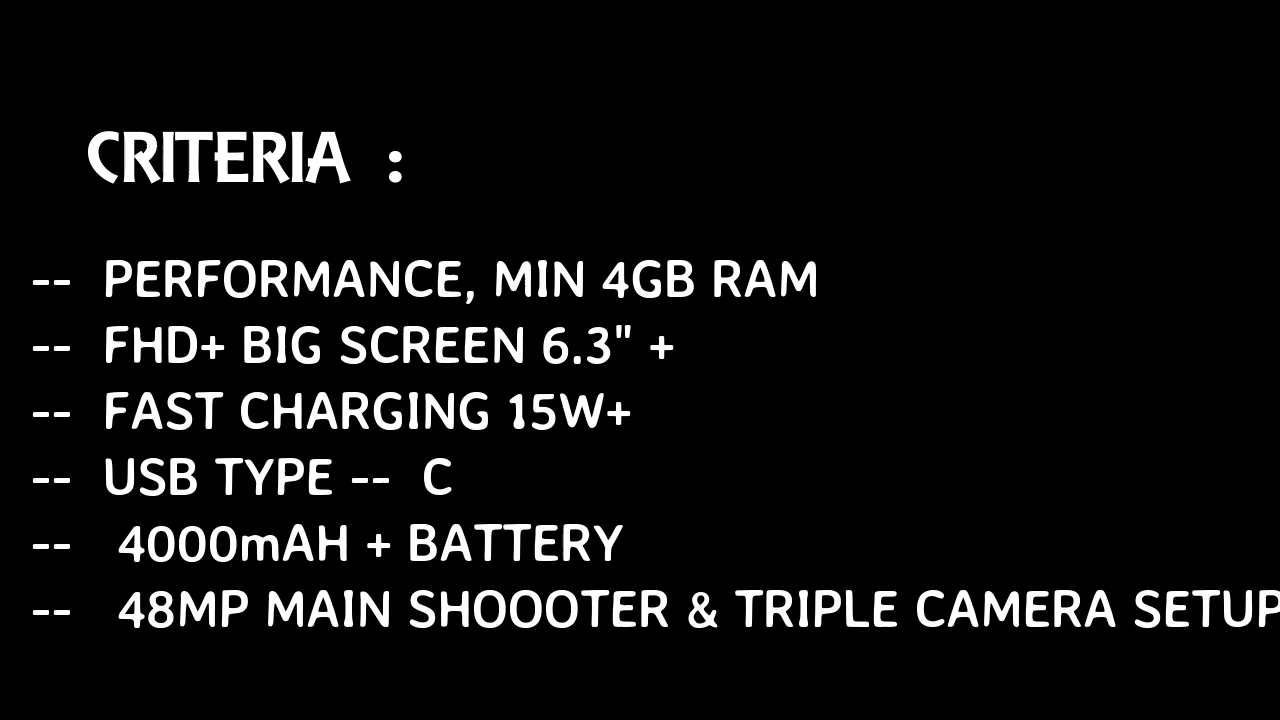 CRITERIA :
-- PERFORMANCE, MIN 4GB RAM
-- FHD+ BIG SCREEN 6.3" +
-- FAST CHARGING 15W+
-- USB TYPE -- C
-- 4000mAH + BATTERY
-- 48MP MAIN SHOOOTER & TRIPLE CAMERA SETUP